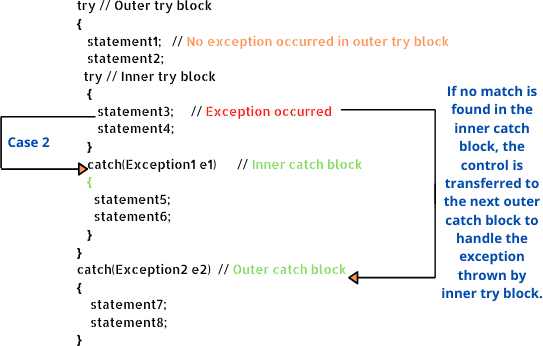 try // Outer try block
{
statement1; // No exception occurred in outer try block
statement2;
try // Inner try block
{
statement3; // Exception occurred
statement4;
}
catch(Exception1 e1) // Inner catch block
{
statement5;
statement6;
}
}
catch(Exception2 e2) // Outer catch block
{
statement7;
statement8;
}
Case 2
If no match is
found in the
inner catch
block, the
control is
transferred to
the next outer
catch block to
handle the
exception
thrown by
inner try block.